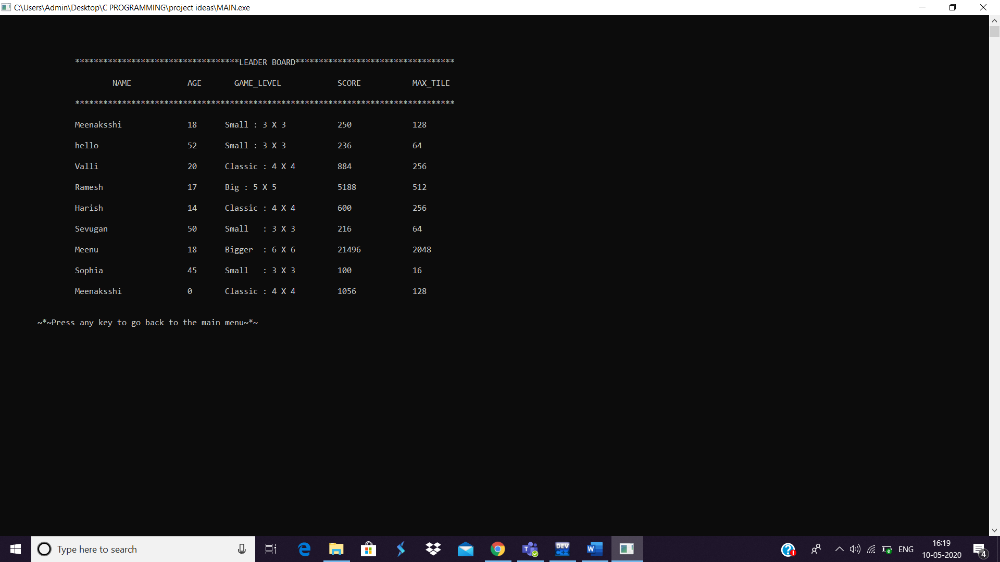 C:\Users\Admin\Desktop\C PROGRAMMING\project ideas\MAIN.exe
***********************************LEADER BOARD**********************************
NAME AGE GAME_LEVEL SCORE MAX_TILE
*********************************************************************************
Meenaksshi 18 Small : 3 X 3 250 128
hello 52 Small : 3 X 3 236 64
Valli 20 Classic : 4 X 4 884 256
Ramesh 17 Big : 5 X 5 5188 512
Harish 14 Classic : 4 X 4 600 256
Sevugan 50 Small : 3 X 3 216 64
Meenu 18 Bigger : 6 X 6 21496 2048
Sophia 45 Small : 3 X 3 100 16
Meenaksshi 0 Classic : 4 X 4 1056 128
~*~Press any key to go back to the main menu~*~
Type here to search
DEV C++
W
T
ENG
16:19
10-05-2020
4